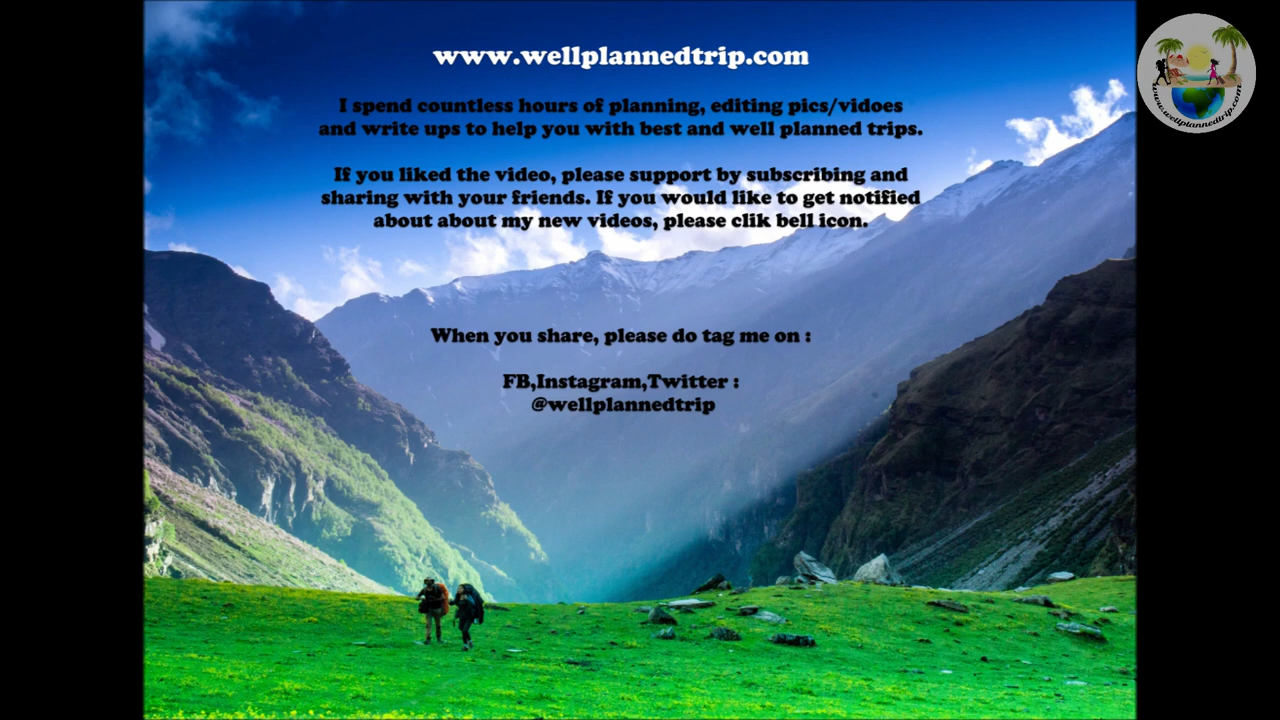 www.wellplannedtrip.com
I spend countless hours of planning, editing pics/vidoes
and write ups to help you with best and well planned trips.
If you liked the video, please support by subscribing and
sharing with your friends. If you would like to get notified
about about my new videos, please clik bell icon.
When you share, please do tag me on :
FB,Instagram,Twitter :
@wellplannedtrip
www.wellplannedtrip.com